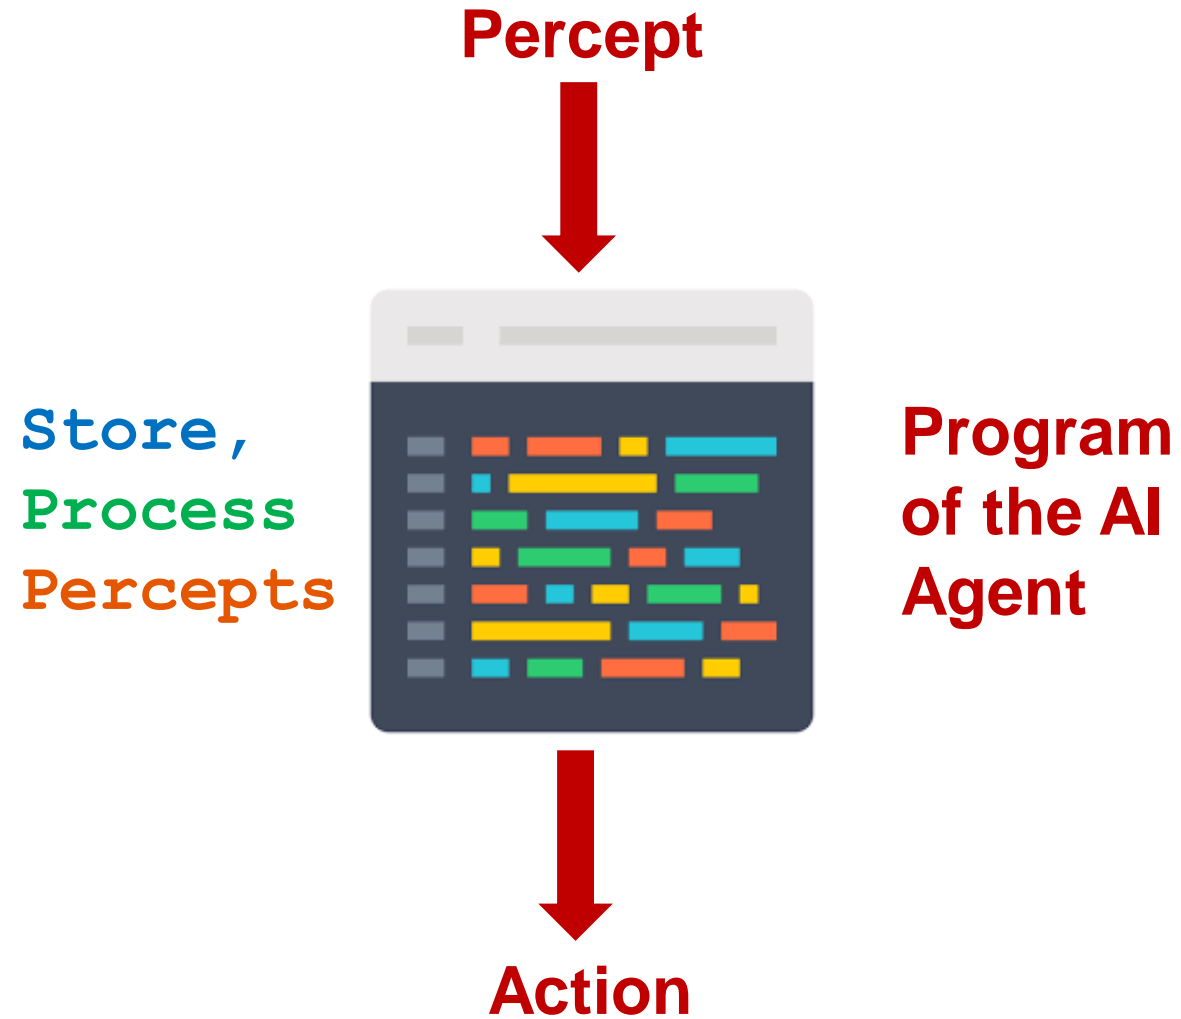 Percept
Store,
Process
Percepts
Program
of the AI
Agent
Action